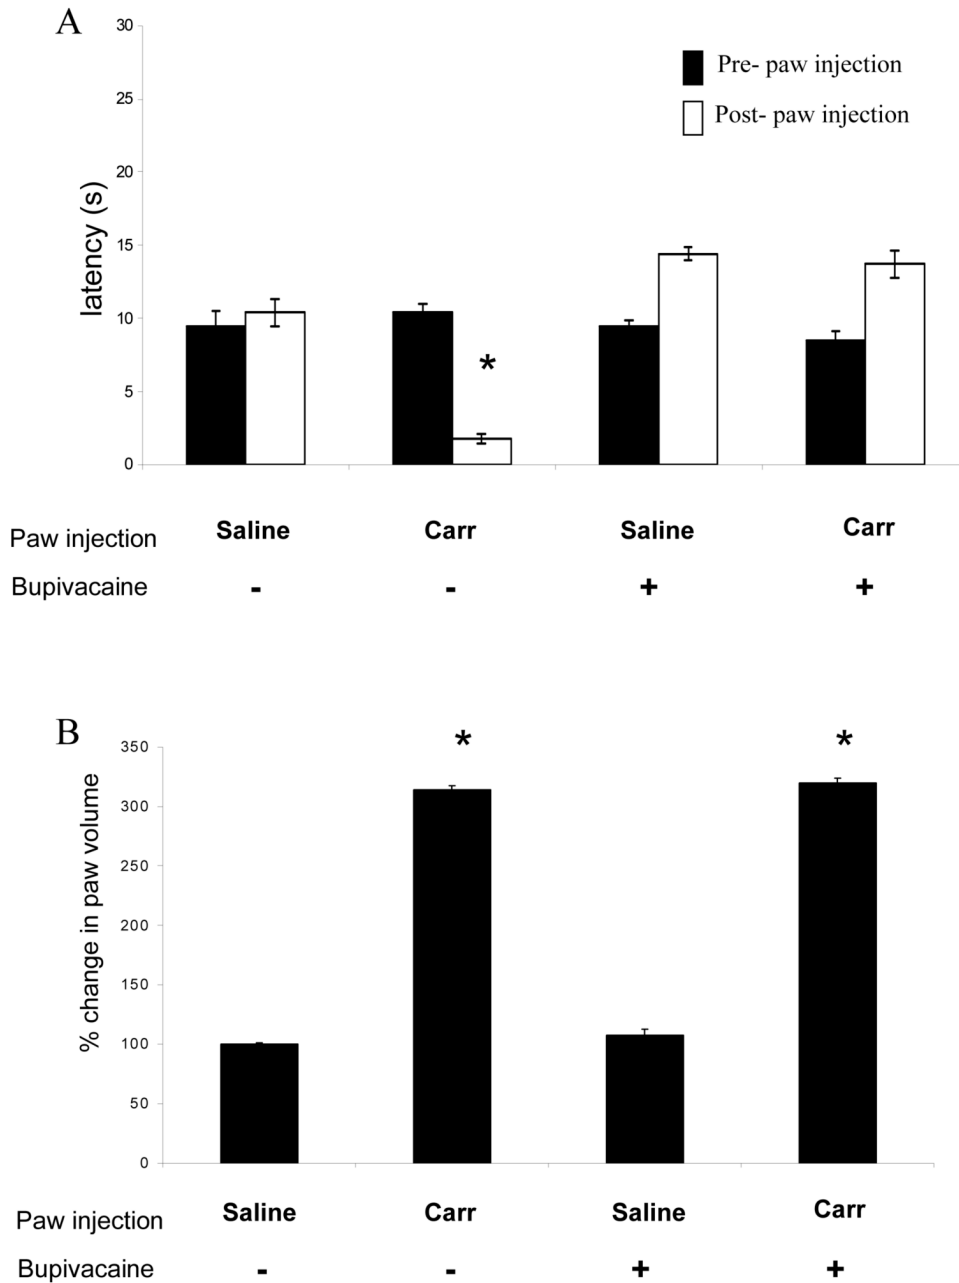 A
30
Pre- paw injection
25
Post- paw injection
20
latency (s)
15
10
*
5
0
Paw injection Saline Carr Saline Carr
Bupivacaine - - + +
B
350
* *
% change in paw volume
300
250
200
150
100
50
0
Paw injection Saline Carr Saline Carr
Bupivacaine - - + +